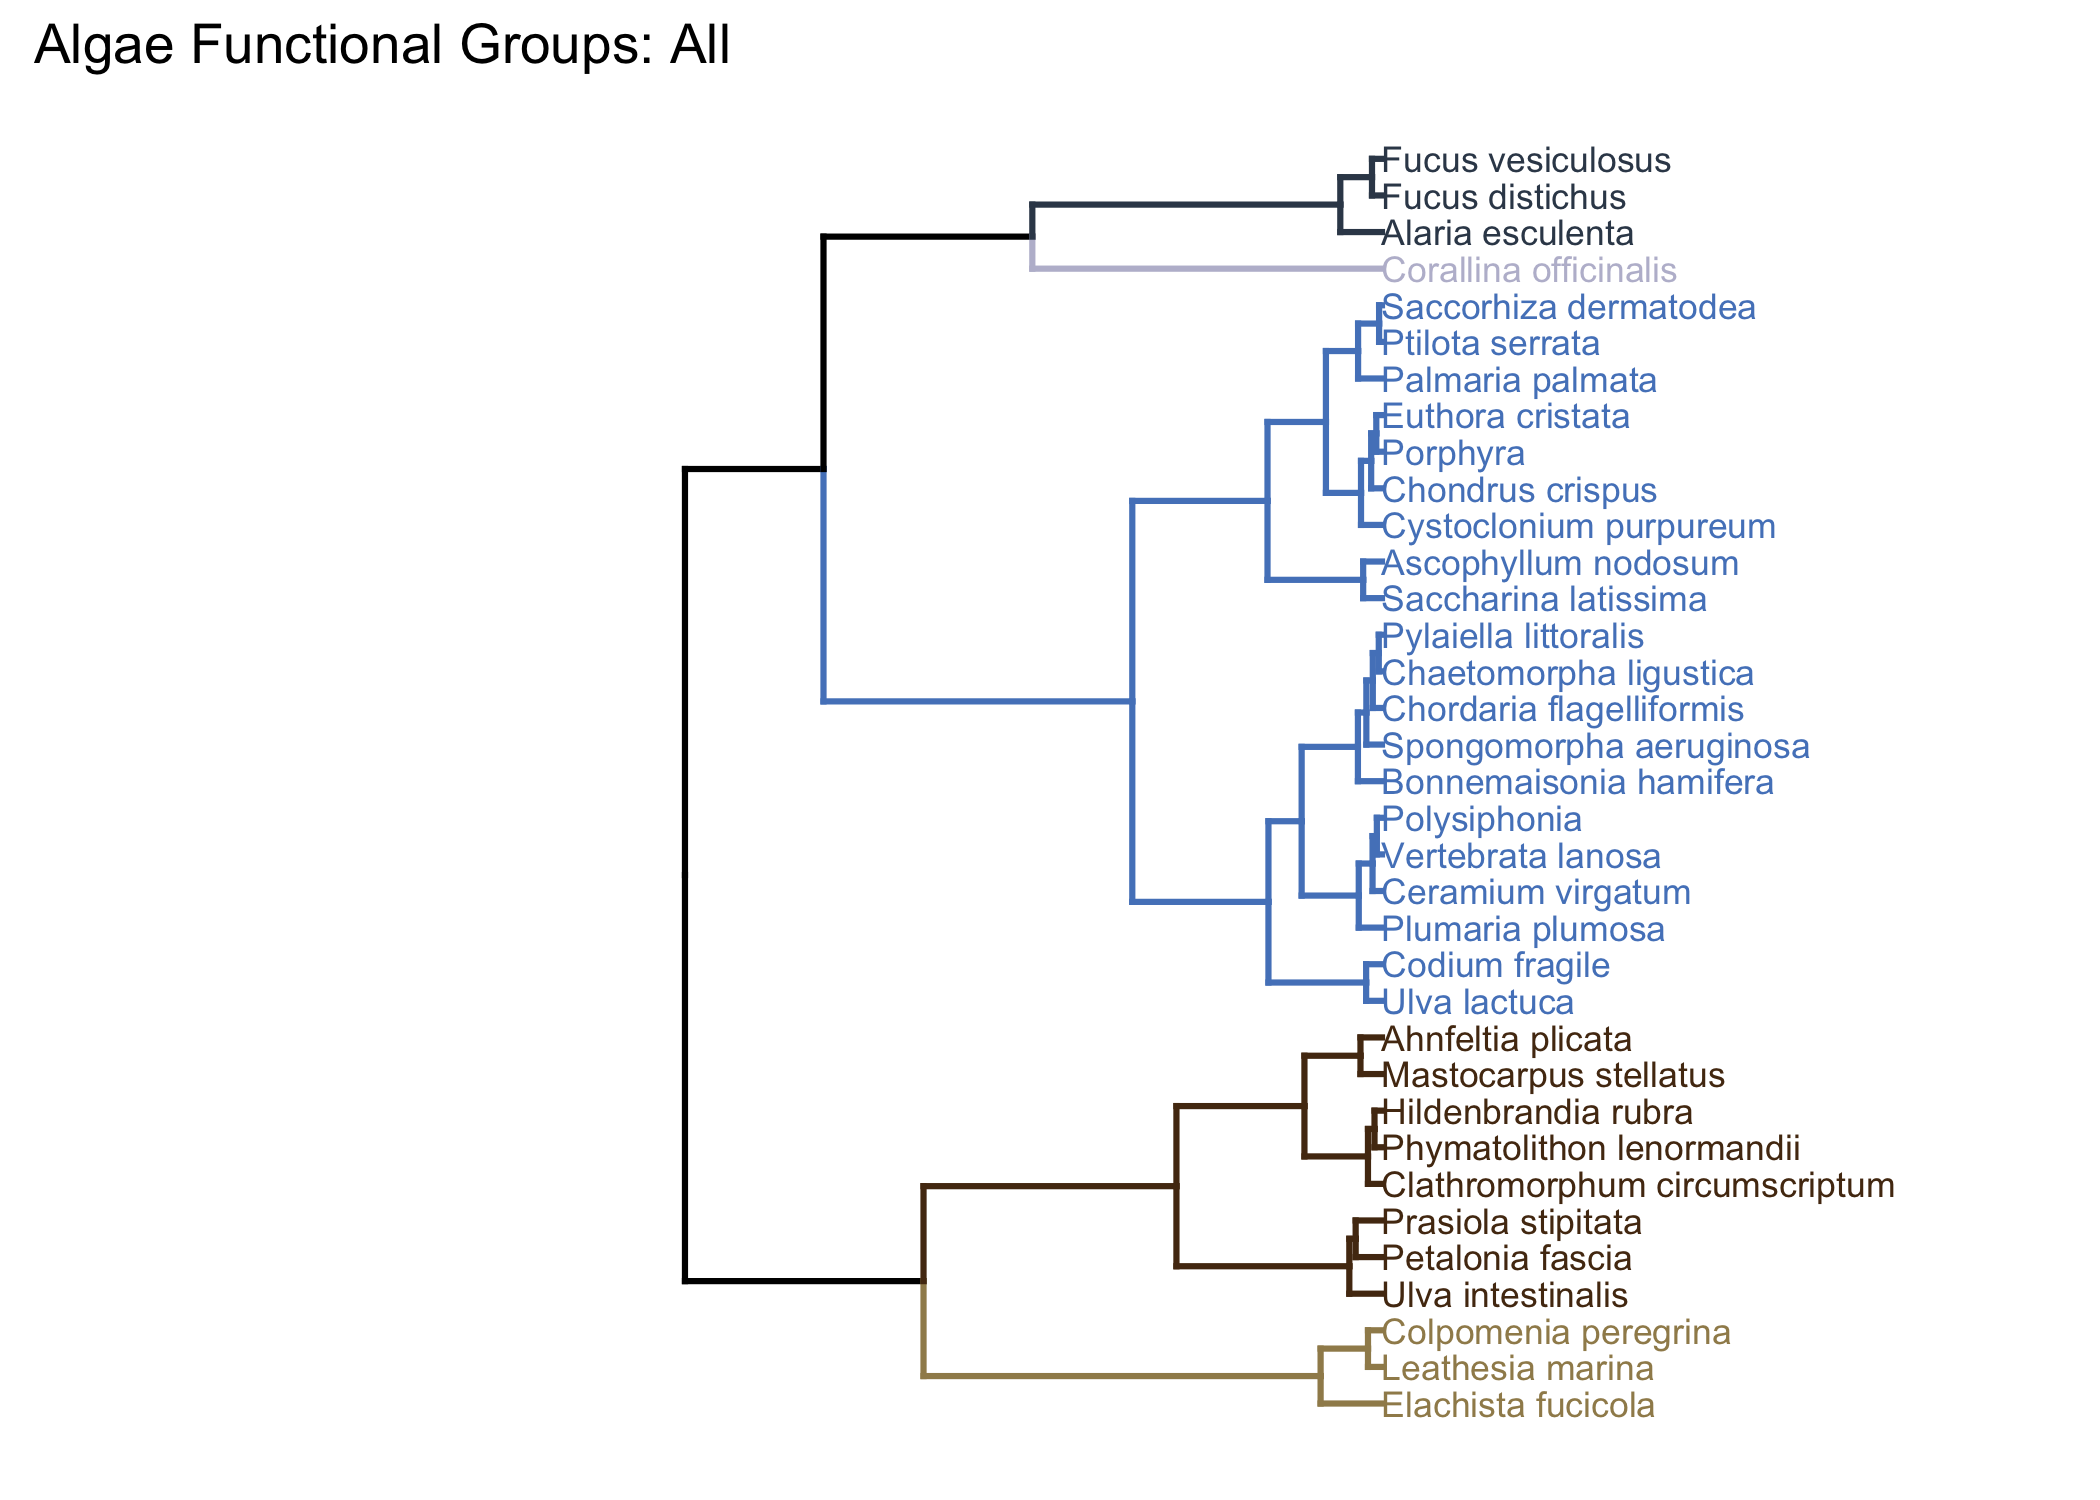 Algae Functional Groups: All
Fucus vesiculosus
Fucus distichus
Alaria esculenta
Corallina officinalis
Saccorhiza dermatodea
Ptilota serrata
Palmaria palmata
Euthora cristata
Porphyra
Chondrus crispus
Cystoclonium purpureum
Ascophyllum nodosum
Saccharina latissima
Pylaiella littoralis
Chaetomorpha ligustica
Chordaria flagelliformis
Spongomorpha aeruginosa
Bonnemaisonia hamifera
Polysiphonia
Vertebrata lanosa
Ceramium virgatum
Plumaria plumosa
Codium fragile
Ulva lactuca
Ahnfeltia plicata
Mastocarpus stellatus
Hildenbrandia rubra
Phymatolithon lenormandii
Clathromorphum circumscriptum
Prasiola stipitata
Petalonia fascia
Ulva intestinalis
Colpomenia peregrina
Leathesia marina
Elachista fucicola